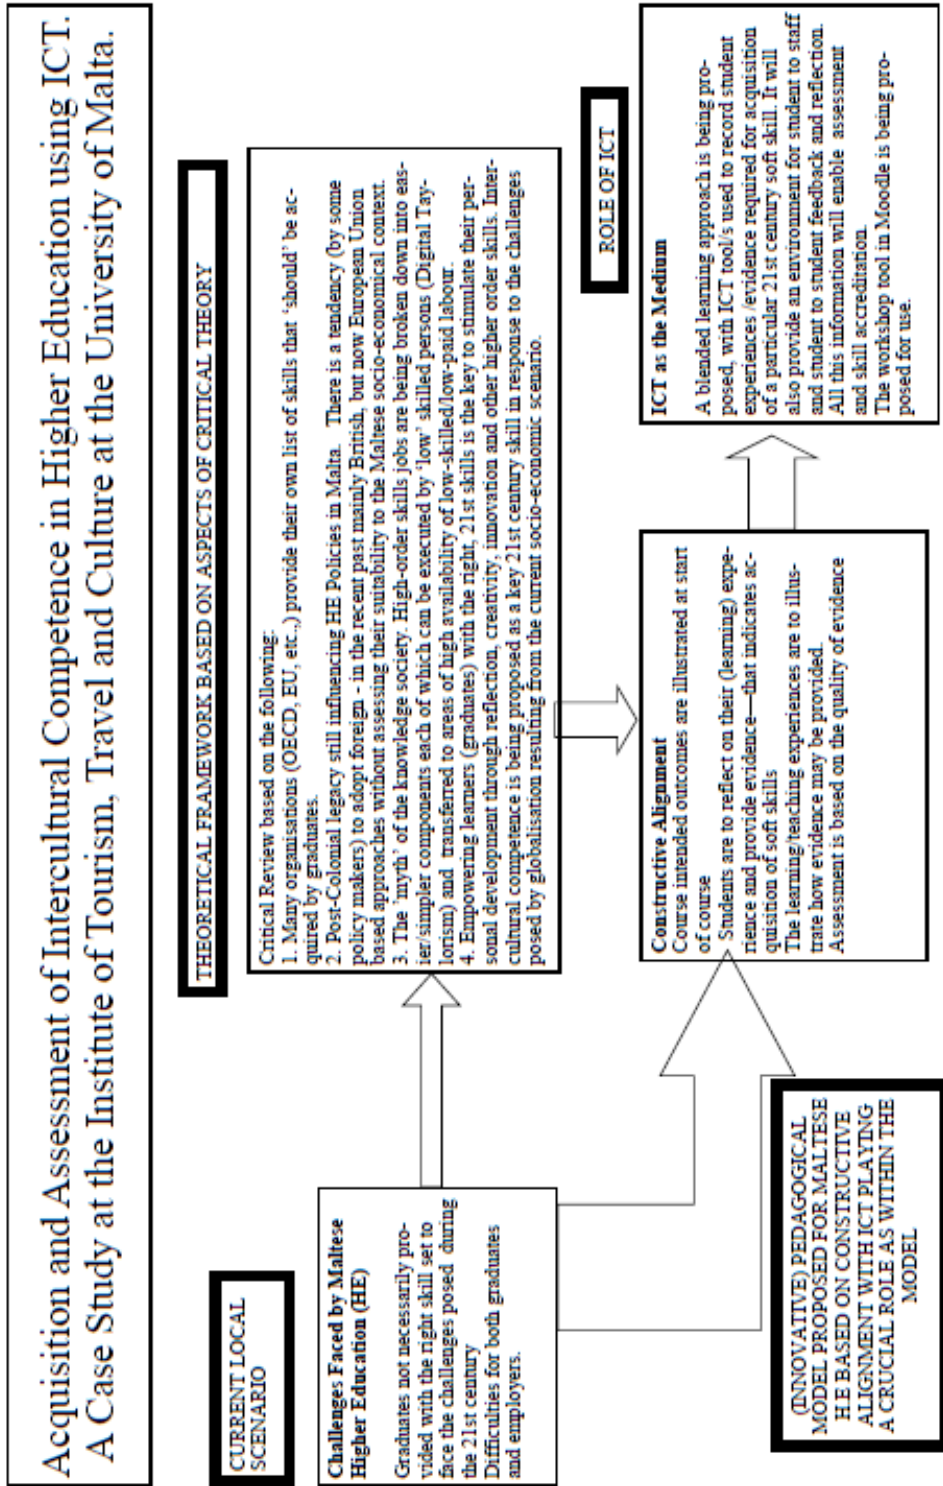 Acquisition and Assessment of Intercultural Competence in Higher Education using ICT.
A Case Study at the Institute of Tourism, Travel and Culture at the University of Malta.
CURRENT LOCAL
SCENARIO
Challenges Faced by Maltese
Higher Education (HE)
Graduates not necessarily pro-
vided with the right skill set to
face the challenges posed during
the 21st century
Difficulties for both graduates
and employers.
THEORETICAL FRAMEWORK BASED ON ASPECTS OF CRITICAL THEORY
Critical Review based on the following:
1. Many organisations (OECD, EU, etc.,) provide their own list of skills that ‘should’ be ac-
quired by graduates.
2. Post-Colonial legacy still influencing HE Policies in Malta. There is a tendency (by some
policy makers) to adopt foreign - in the recent past mainly British, but now European Union
based approaches without assessing their suitability to the Maltese socio-economical context.
3. The ‘myth’ of the knowledge society. High-order skills jobs are being broken down into eas-
ier/simpler components each of which can be executed by ‘low’ skilled persons (Digital Tay-
lorism) and transferred to areas of high availability of low-skilled/low-paid labour.
4. Empowering learners (graduates) with the right, 21st skills is the key to stimulate their per-
sonal development through reflection, creativity, innovation and other higher order skills. Inter-
cultural competence is being proposed as a key 21st century skill in response to the challenges
posed by globalisation resulting from the current socio-economic scenario.
(INNOVATIVE) PEDAGOGICAL
MODEL PROPOSED FOR MALTESE
H.E BASED ON CONSTRUCTIVE
ALIGNMENT WITH ICT PLAYING
A CRUCIAL ROLE AS WITHIN THE
MODEL
Constructive Alignment
Course intended outcomes are illustrated at start
of course
Students are to reflect on their (learning) expe-
rience and provide evidence—that indicates ac-
quisition of soft skills
The learning/teaching experiences are to illus-
trate how evidence may be provided.
Assessment is based on the quality of evidence
ROLE OF ICT
ICT as the Medium
A blended learning approach is being pro-
posed, with ICT tool/s used to record student
experiences /evidence required for acquisition
of a particular 21st century soft skill. It will
also provide an environment for student to staff
and student to student feedback and reflection.
All this information will enable assessment
and skill accreditation.
The workshop tool in Moodle is being pro-
posed for use.